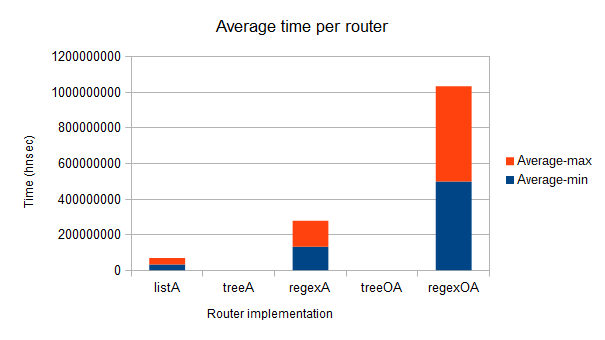 Average time per router
1200000000
1000000000
800000000
600000000
400000000
200000000
0
Time (hnsec)
listA
treeA
regexA
treeOA
regexOA
Router implementation
Average-max
Average-min